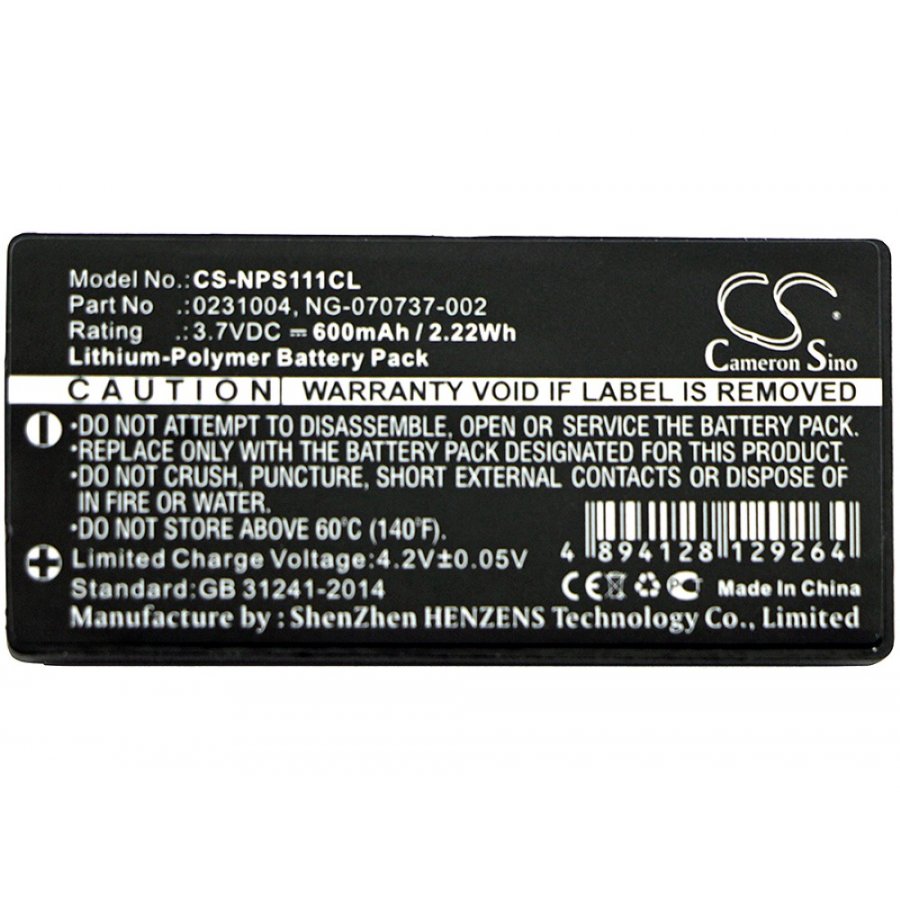 Model No.:CS-NPS111CL
Part No :0231004, NG-070737-002
Rating :3.7VDC ⎓ 600mAh / 2.22Wh
Lithium-Polymer Battery Pack
CS
Cameron Sino
CAUTION WARRANTY VOID IF LABEL IS REMOVED
•DO NOT ATTEMPT TO DISASSEMBLE, OPEN OR SERVICE THE BATTERY PACK.
•REPLACE ONLY WITH THE BATTERY PACK DESIGNATED FOR THIS PRODUCT.
•DO NOT CRUSH, PUNCTURE, SHORT EXTERNAL CONTACTS OR DISPOSE OF
IN FIRE OR WATER.
•DO NOT STORE ABOVE 60°C (140°F).
Limited Charge Voltage:4.2V±0.05V
Standard:GB 31241-2014
4 894128 129264
CE Made In China
Manufacture by : ShenZhen HENZENS Technology Co., Limited